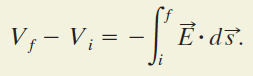 V_f − V_i = −∫_i^f E⃗ · ds⃗.